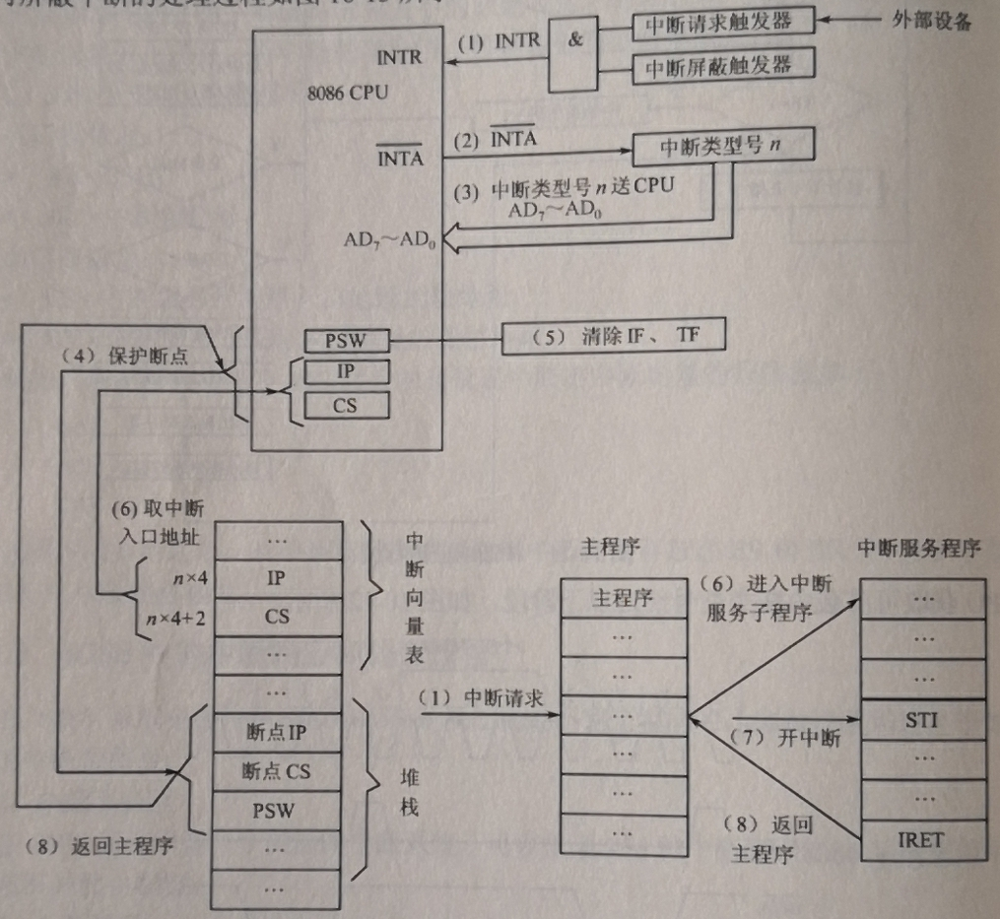 中断请求触发器
外部设备
(1) INTR
&
INTR
中断屏蔽触发器
8086 CPU
(2) INTA
INTA
中断类型号 n
(3) 中断类型号 n 送 CPU
AD₇～AD₀
AD₇～AD₀
PSW
(5) 清除 IF、TF
(4) 保护断点
IP
CS
(6) 取中断
入口地址
…
n×4
IP
n×4+2
CS
…
…
中断向量表
断点 IP
断点 CS
PSW
…
…
堆栈
(8) 返回主程序
主程序
中断服务程序
主程序
…
…
…
…
…
…
(1) 中断请求
(6) 进入中断
服务子程序
(7) 开中断
(8) 返回
主程序
…
…
…
STI
…
…
IRET